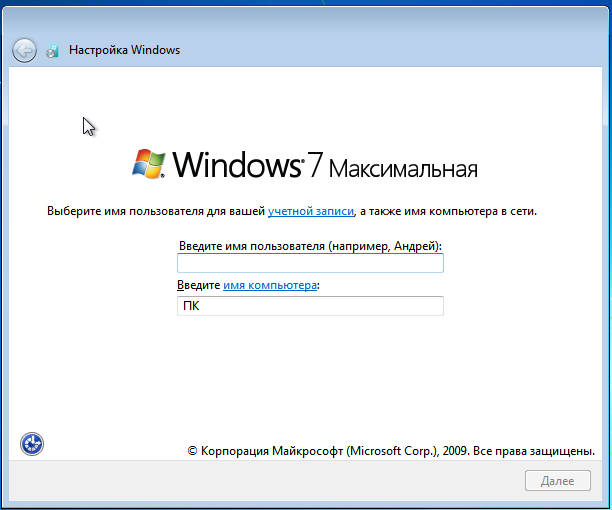 Настройка Windows
Windows 7 Максимальная
Выберите имя пользователя для вашей учетной записи, а также имя компьютера в сети.
Введите имя пользователя (например, Андрей):
Введите имя компьютера:
ПК
© Корпорация Майкрософт (Microsoft Corp.), 2009. Все права защищены.
Далее